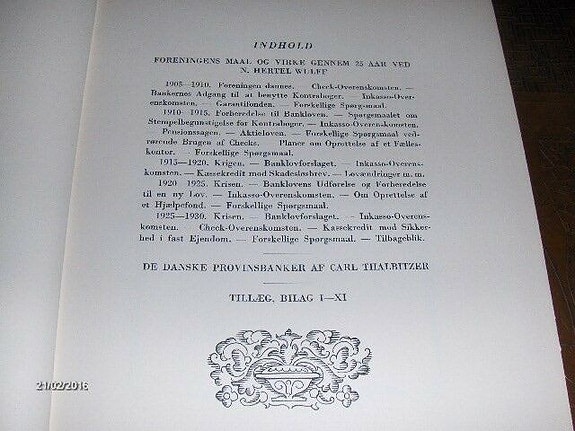 INDHOLD
FORENINGENS MAAL OG VIRKE GENNEM 25 AAR VED
N. HERTEL WULFF
1905—1910. Foreningen dannes. Check-Overenskomsten. —
Bankernes Adgang til at benytte Kontrabøger. — Inkasso-Over-
enskomsten. — Garantifonden. — Forskellige Spørgsmaal.
1910—1915. Forberedelse til Bankloven. — Spørgsmaalet om
Stempelbegunstigelse for Kontrabøger. — Inkasso-Overenskomsten.
Pensionssagen. — Aktieloven. — Forskellige Spørgsmaal ved-
rørende Brugen af Checks. Planer om Oprettelse af et Fælles-
kontor. — Forskellige Spørgsmaal.
1915—1920. Krigen. — Banklovforslaget. — Inkasso-Overens-
komsten. — Kassekredit mod Skadesløsbrev. — Lovændringer m. m.
1920—1925. Krisen. — Banklovens Udførelse og Forberedelse
til en ny Lov. — Inkasso-Overenskomsten. — Om Oprettelse af
et Hjælpefond. — Forskellige Spørgsmaal.
1925—1930. Krisen. — Banklovforslaget. — Inkasso-Overens-
komsten. Check-Overenskomsten. — Kassekredit mod Sikker-
hed i fast Ejendom. — Forskellige Spørgsmaal. — Tilbageblik.
DE DANSKE PROVINSBANKER AF CARL THALBITZER
TILLÆG, BILAG I—XI
21/02/2016